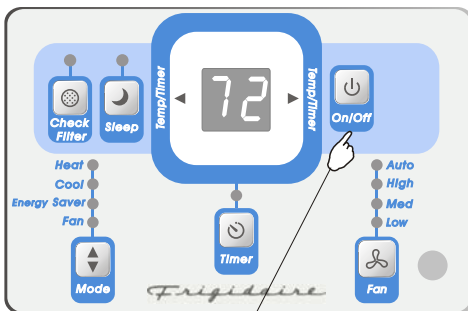 Temp/Timer
72
Temp/Timer
Check
Filter
Sleep
On/Off
Heat
Cool
Energy Saver
Fan
Mode
Timer
Auto
High
Med
Low
Fan
Frigidaire